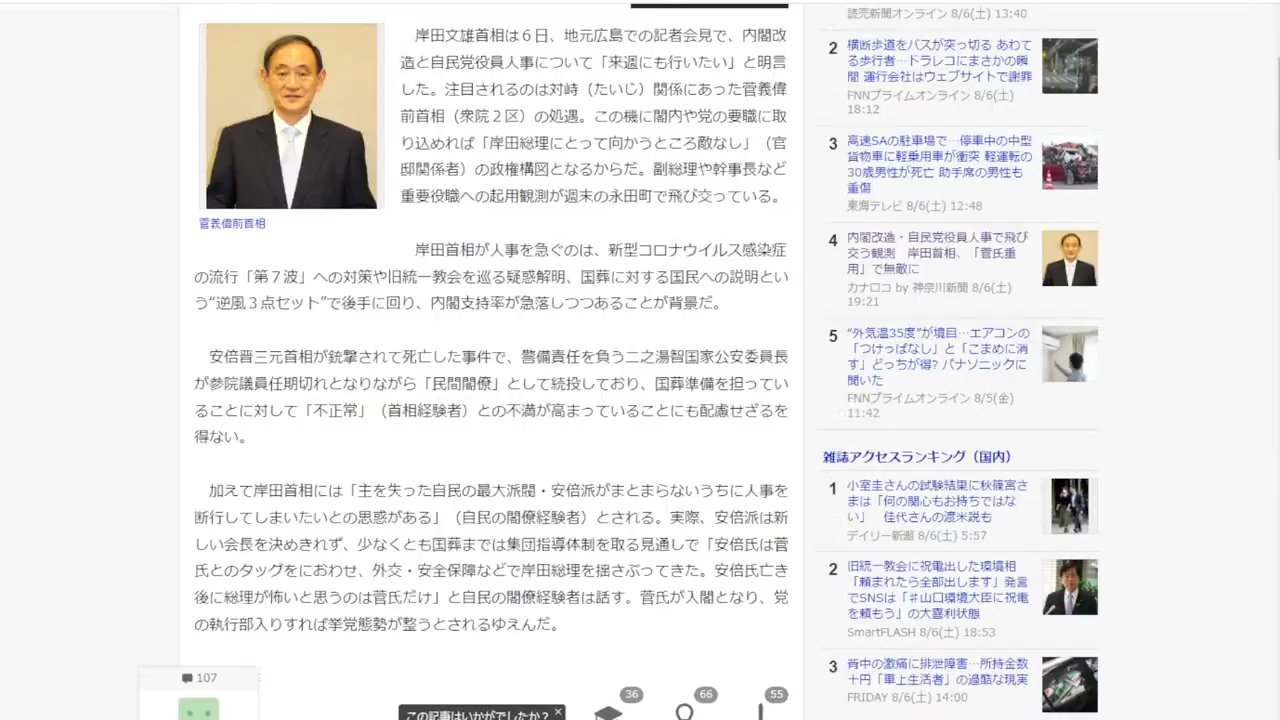 岸田文雄首相は６日、地元広島での記者会見で、内閣改
造と自民党役員人事について「来週にも行いたい」と明言
した。注目されるのは対峙（たいじ）関係にあった菅義偉
前首相（衆院２区）の処遇。この機に閣内や党の要職に取
り込めれば「岸田総理にとって向かうところ敵なし」（官
邸関係者）の政権構図となるからだ。副総理や幹事長など
重要役職への起用観測が週末の永田町で飛び交っている。
菅義偉前首相
岸田首相が人事を急ぐのは、新型コロナウイルス感染症
の流行「第７波」への対策や旧統一教会を巡る疑惑解明、国葬に対する国民への説明とい
う“逆風３点セット”で後手に回り、内閣支持率が急落しつつあることが背景だ。
安倍晋三元首相が銃撃されて死亡した事件で、警備責任を負う二之湯智国家公安委員長
が参院議員任期切れとなりながら「民間閣僚」として続投しており、国葬準備を担ってい
ることに対して「不正常」（首相経験者）との不満が高まっていることにも配慮せざるを
得ない。
加えて岸田首相には「主を失った自民の最大派閥・安倍派がまとまらないうちに人事を
断行してしまいたいとの思惑がある」（自民の閣僚経験者）とされる。実際、安倍派は新
しい会長を決めきれず、少なくとも国葬までは集団指導体制を取る見通しで「安倍氏は菅
氏とのタッグをにおわせ、外交・安全保障などで岸田総理を揺さぶってきた。安倍氏亡き
後に総理が怖いと思うのは菅氏だけ」と自民の閣僚経験者は話す。菅氏が入閣となり、党
の執行部入りすれば挙党態勢が整うとされるゆえんだ。
107
この記事はいかがでしたか？ ×
36
66
55
読売新聞オンライン 8/6(土) 13:40
2
横断歩道をバスが突っ切る あわて
る歩行者…ドラレコにまさかの瞬
間 運行会社はウェブサイトで謝罪
FNNプライムオンライン 8/6(土)
18:12
3
高速SAの駐車場で…停車中の中型
貨物車に軽乗用車が衝突 軽運転の
30歳男性が死亡 助手席の男性も
重傷
東海テレビ 8/6(土) 12:48
4
内閣改造・自民党役員人事で飛び
交う観測 岸田首相、「菅氏重
用」で無敵に
カナロコ by 神奈川新聞 8/6(土)
19:21
5
“外気温35度”が境目…エアコンの
「つけっぱなし」と「こまめに消
す」どっちが得? パナソニックに
聞いた
FNNプライムオンライン 8/5(金)
11:42
雑誌アクセスランキング（国内）
1
小室圭さんの試験結果に秋篠宮さ
まは「何の関心もお持ちではな
い」 佳代さんの渡米説も
デイリー新潮 8/6(土) 5:57
2
旧統一教会に祝電出した環境相
「頼まれたら全部出します」発言
でSNSは「#山口環境大臣に祝電
を頼もう」の大喜利状態
SmartFLASH 8/6(土) 18:53
3
背中の激痛に排泄障害…所持金数
十円「車上生活者」の過酷な現実
FRIDAY 8/6(土) 14:00